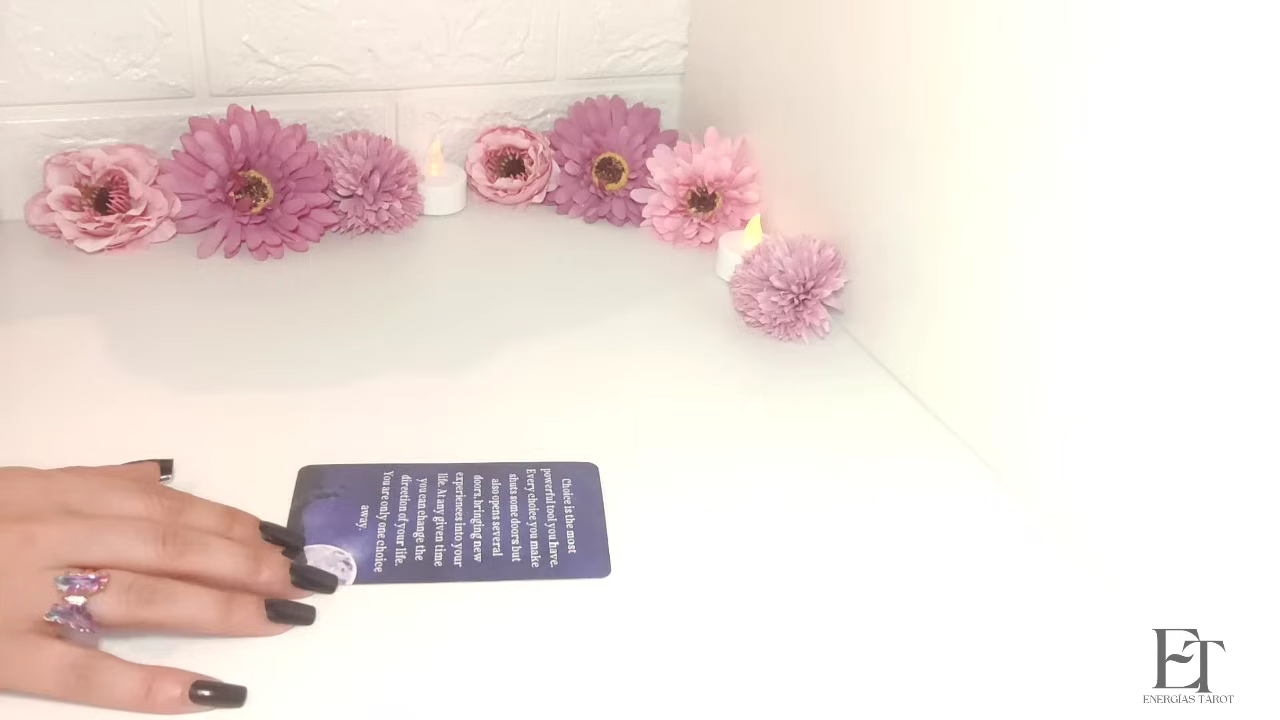 Choice is the most
powerful tool you have.
Every choice you make
shuts some doors but
also opens several
doors, bringing new
experiences into your
life. At any given time
you can change the
direction of your life.
You are only one choice
away.
ET
ENERGÍAS TAROT